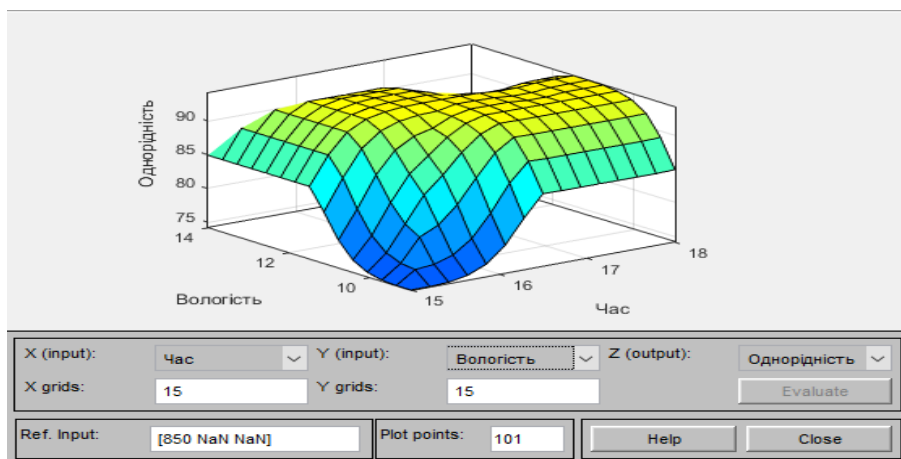 Однорідність
90
85
80
75
14
12
10
Вологість
15
16
17
18
Час
X (input): Час Y (input): Вологість Z (output): Однорідність
X grids: 15 Y grids: 15 Evaluate
Ref. Input: [850 NaN NaN] Plot points: 101 Help Close